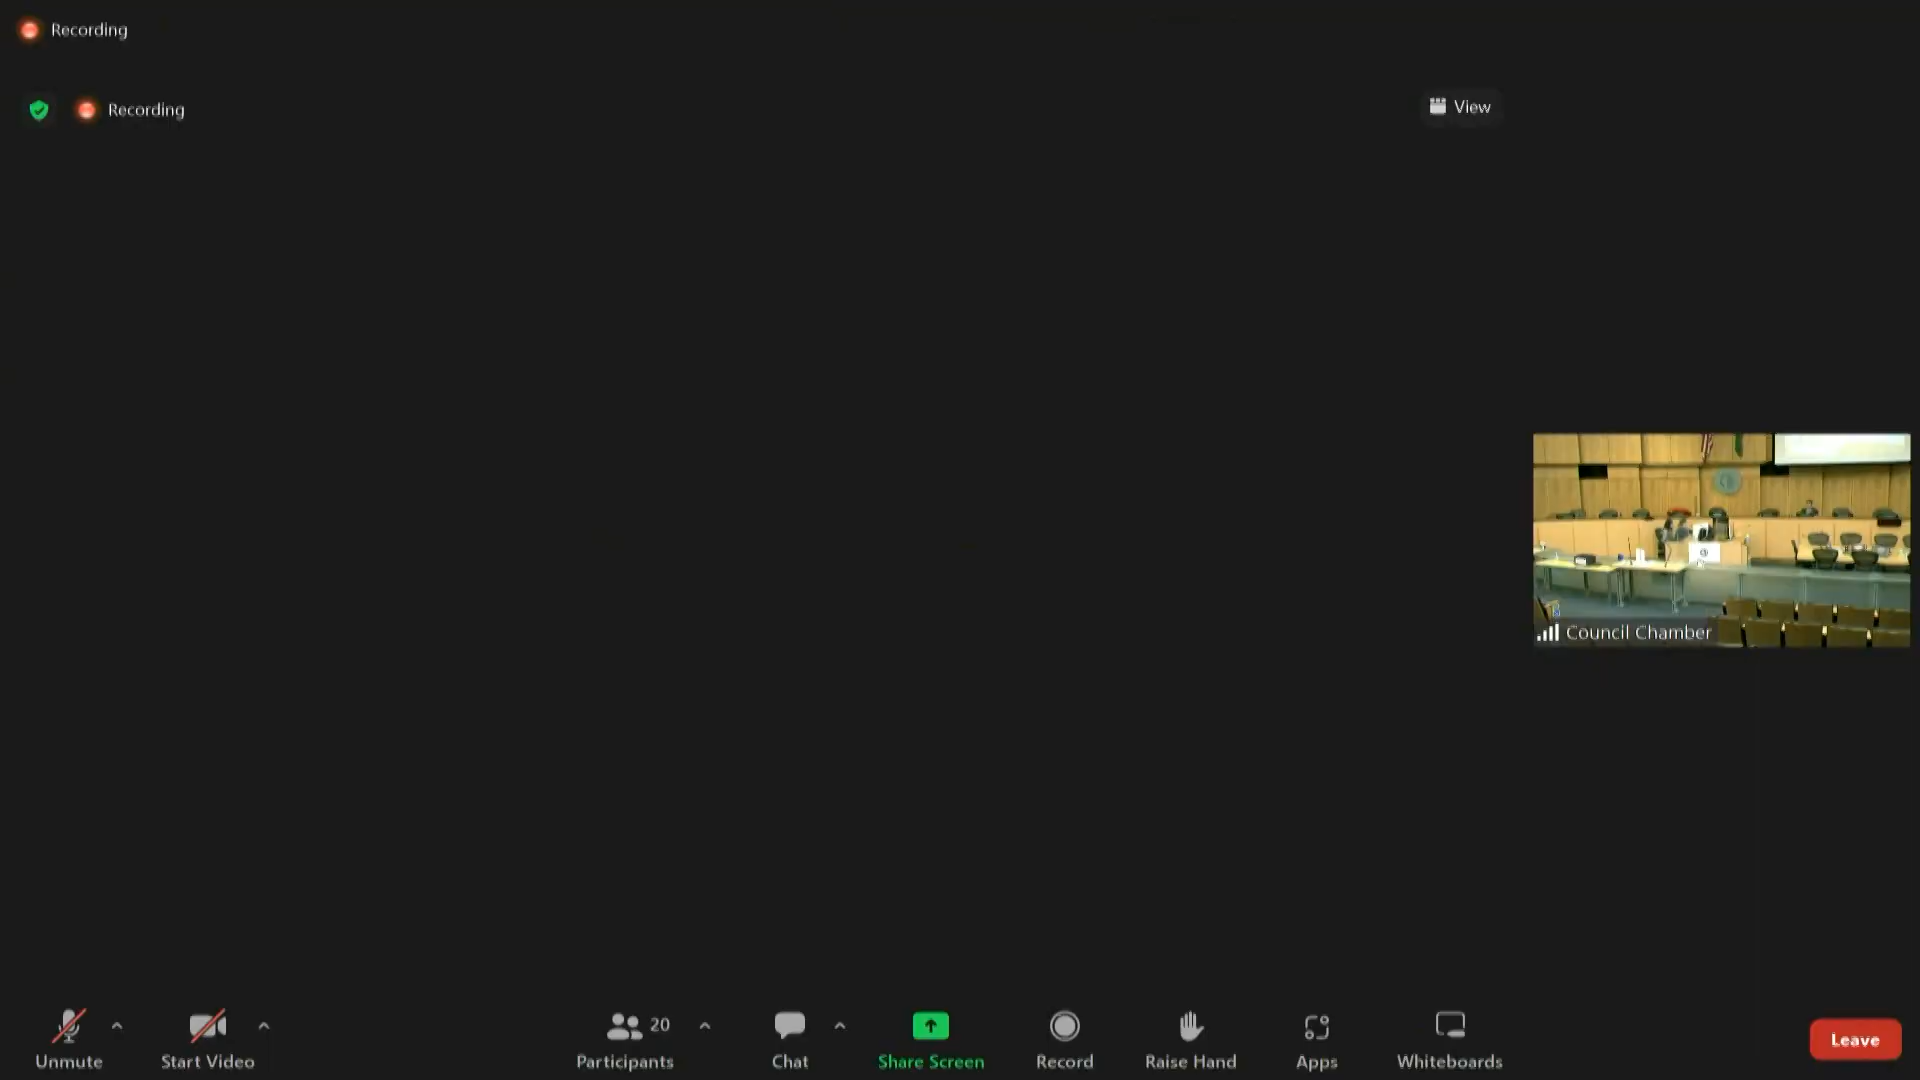 Recording
Recording
View
Council Chamber
20
Unmute
Start Video
Participants
Chat
Share Screen
Record
Raise Hand
Apps
Whiteboards
Leave